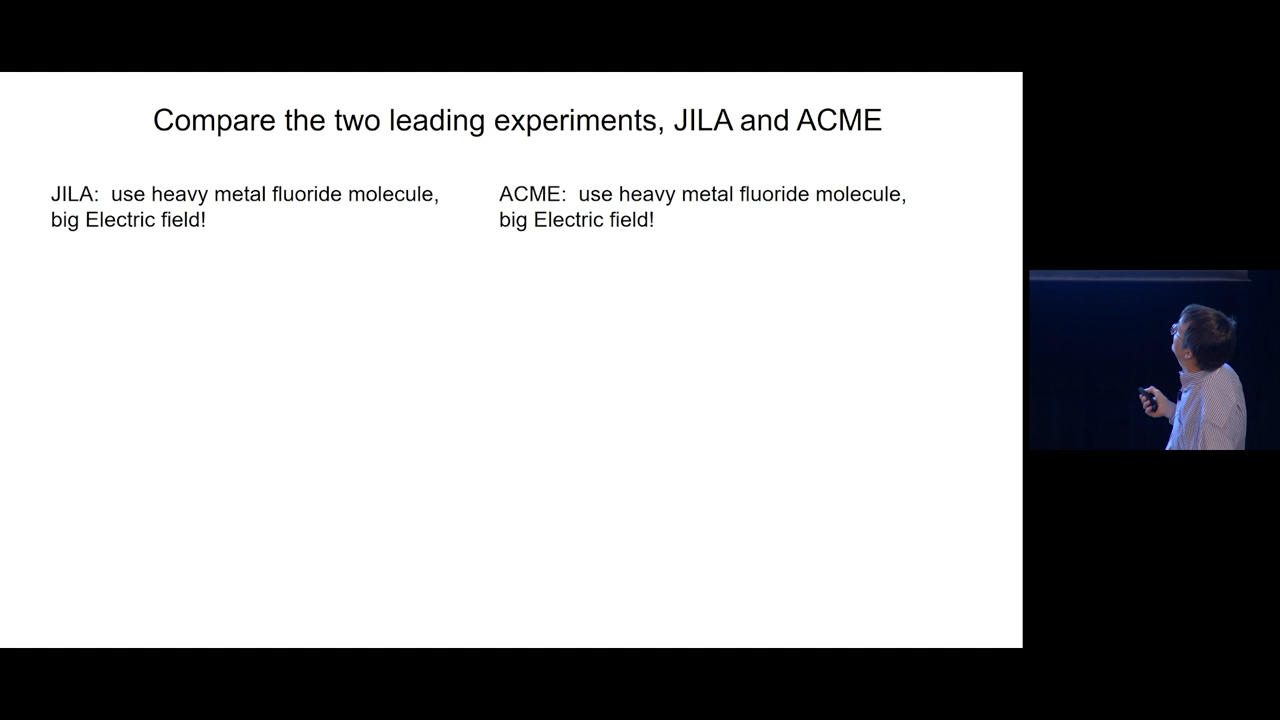 Compare the two leading experiments, JILA and ACME
JILA:  use heavy metal fluoride molecule,
big Electric field!
ACME:  use heavy metal fluoride molecule,
big Electric field!